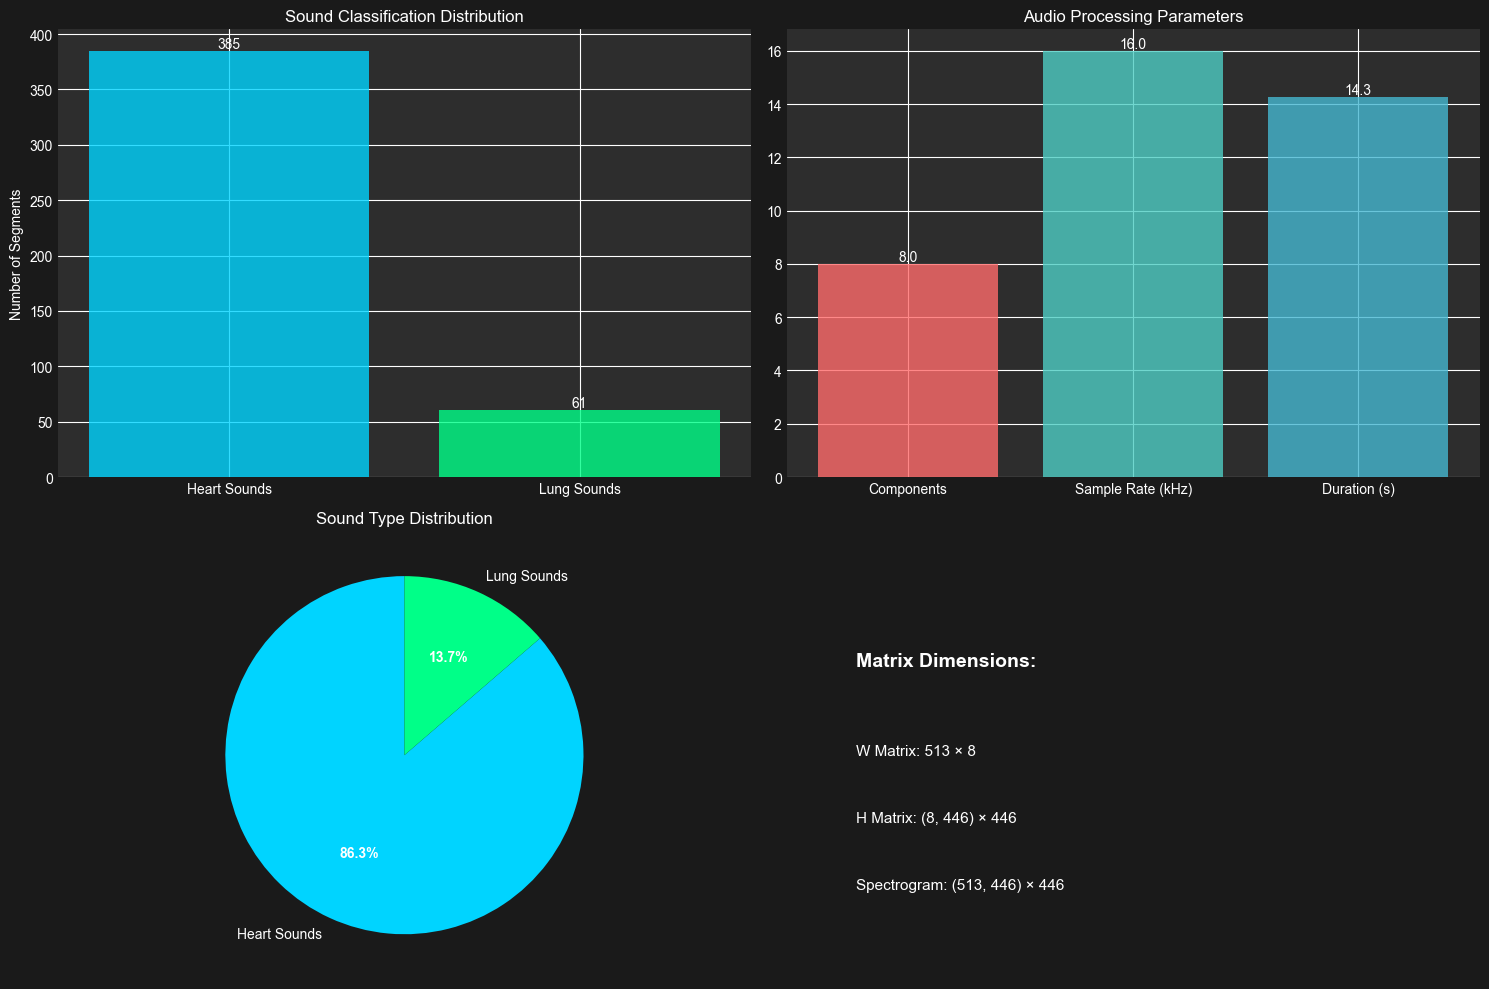 Sound Classification Distribution
400
350
300
250
200
150
100
50
0
Number of Segments
385
61
Heart Sounds
Lung Sounds
Audio Processing Parameters
16
14
12
10
8
6
4
2
0
8.0
16.0
14.3
Components
Sample Rate (kHz)
Duration (s)
Sound Type Distribution
Lung Sounds
13.7%
86.3%
Heart Sounds
Matrix Dimensions:
W Matrix: 513 × 8
H Matrix: (8, 446) × 446
Spectrogram: (513, 446) × 446